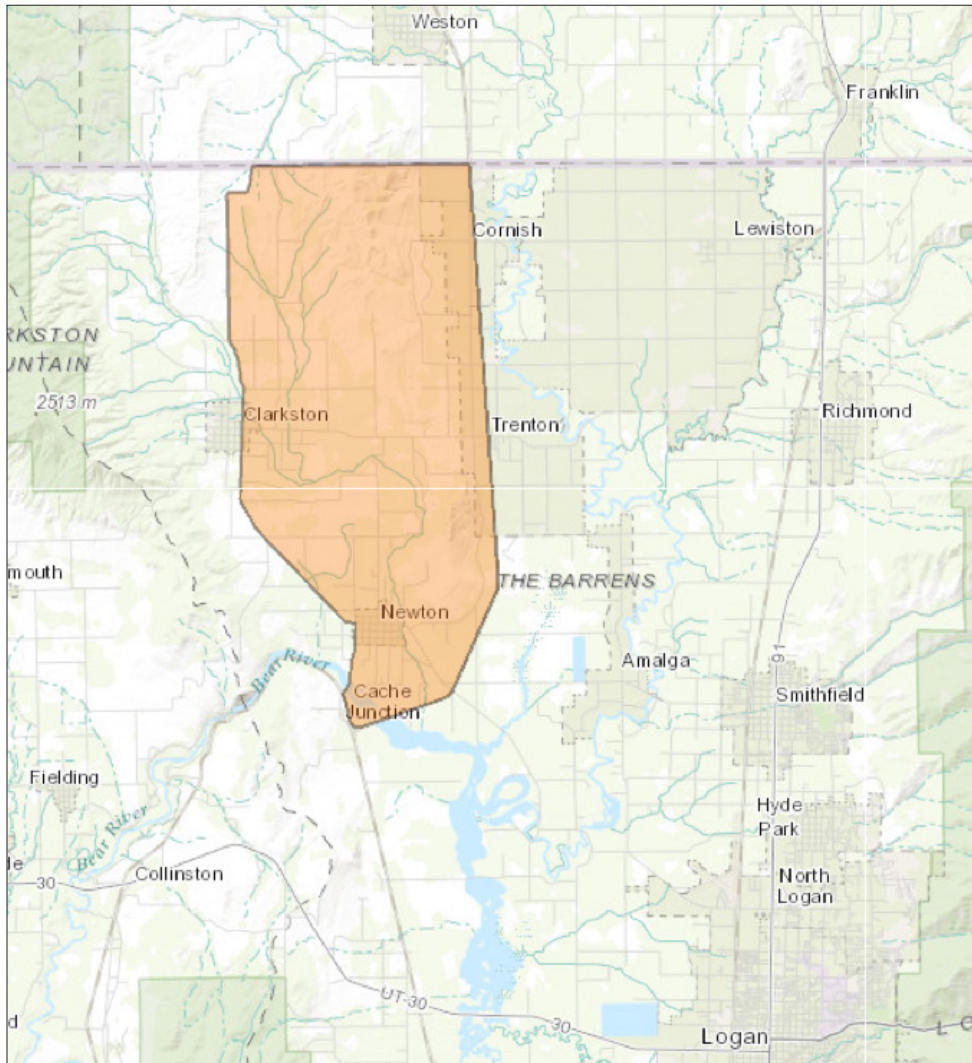 Weston
Franklin
Cornish
Lewiston
RKSTON
UNTAIN
2513 m
Clarkston
Trenton
Richmond
mouth
THE BARRENS
Newton
Bear River
Amalga
91
Cache
Junction
Smithfield
Fielding
Bear River
Hyde
Park
le
30
Collinston
North
Logan
UT-30
30
d
Logan
L O